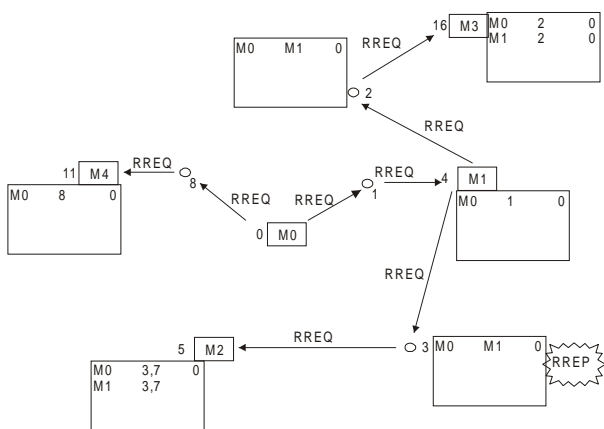 16 M3
M0 2 0
M1 2 0
M0 M1 0
RREQ
2
RREQ
11 M4
RREQ
8
M0 8 0
RREQ
RREQ
1
RREQ
4 M1
M0 1 0
0 M0
RREQ
5 M2
RREQ
3
M0 M1 0
RREP
M0 3,7 0
M1 3,7